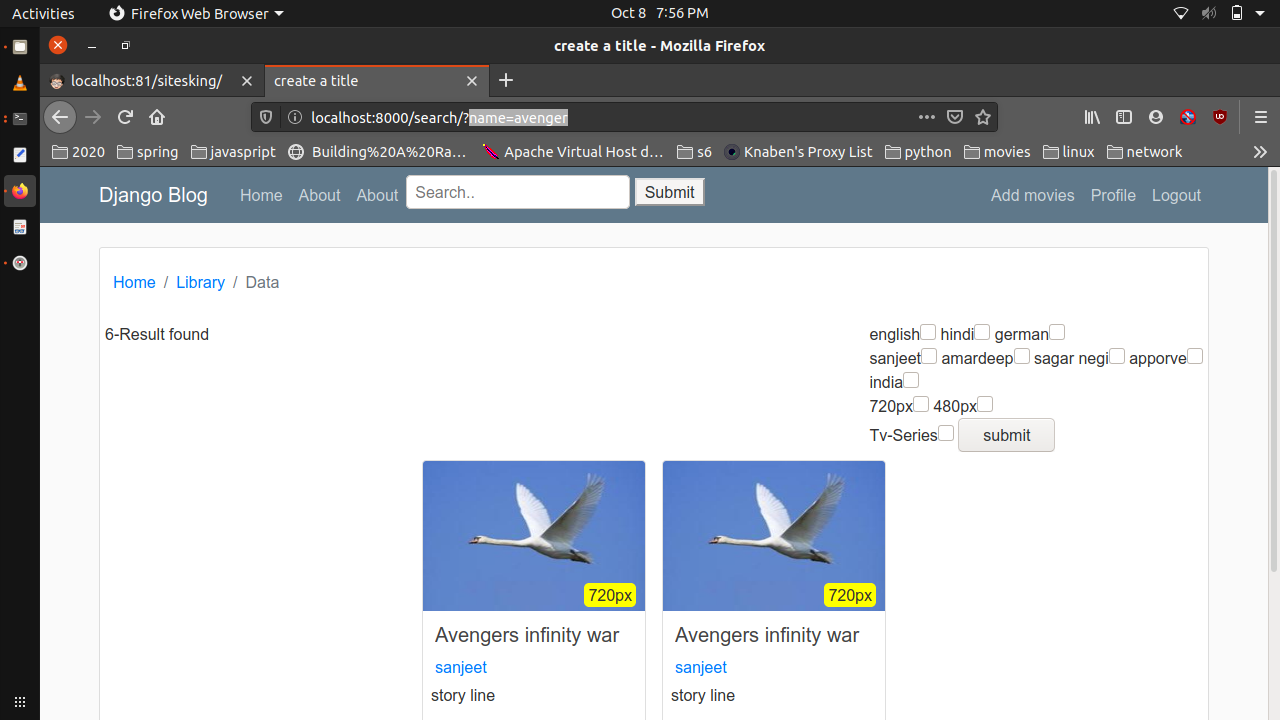 Activities Firefox Web Browser Oct 8 7:56 PM
create a title - Mozilla Firefox
localhost:81/sitesking/ create a title
localhost:8000/search/?name=avenger
2020 spring javascript Building%20A%20Ra… Apache Virtual Host d… s6 Knaben's Proxy List python movies linux network
Django Blog Home About About Search.. Submit Add movies Profile Logout
Home / Library / Data
6-Result found
english hindi german
sanjeet amardeep sagar negi apporve
india
720px 480px
Tv-Series submit
720px 720px
Avengers infinity war Avengers infinity war
sanjeet sanjeet
story line story line